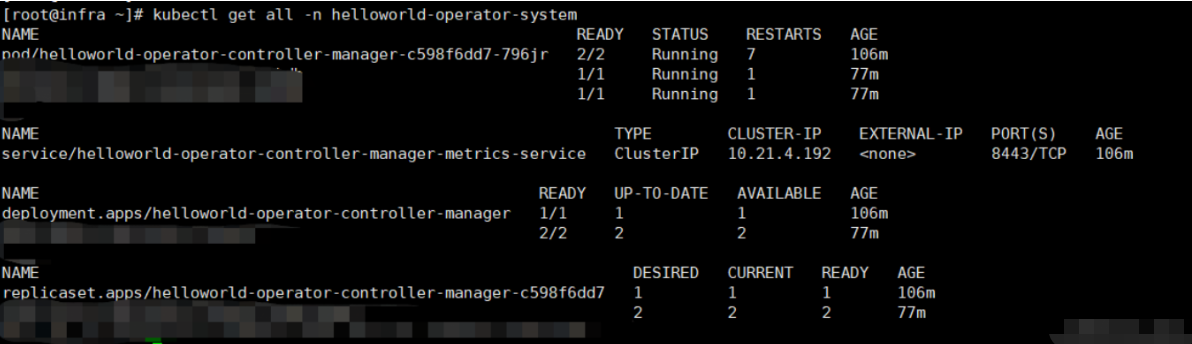 [root@infra ~]# kubectl get all -n helloworld-operator-system
NAME READY STATUS RESTARTS AGE
pod/helloworld-operator-controller-manager-c598f6dd7-796jr 2/2 Running 7 106m
1/1 Running 1 77m
1/1 Running 1 77m
NAME TYPE CLUSTER-IP EXTERNAL-IP PORT(S) AGE
service/helloworld-operator-controller-manager-metrics-service ClusterIP 10.21.4.192 <none> 8443/TCP 106m
NAME READY UP-TO-DATE AVAILABLE AGE
deployment.apps/helloworld-operator-controller-manager 1/1 1 1 106m
2/2 2 2 77m
NAME DESIRED CURRENT READY AGE
replicaset.apps/helloworld-operator-controller-manager-c598f6dd7 1 1 1 106m
2 2 2 77m